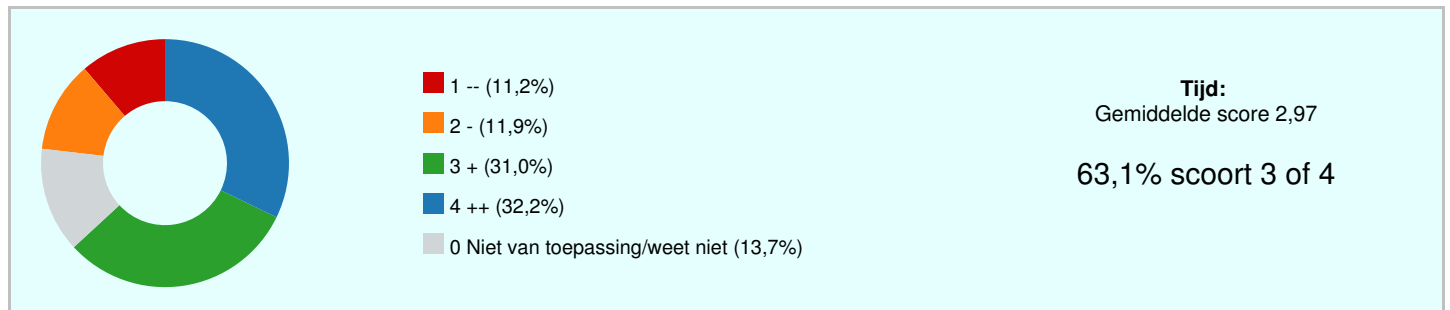 1 -- (11,2%)
2 - (11,9%)
3 + (31,0%)
4 ++ (32,2%)
0 Niet van toepassing/weet niet (13,7%)
Tijd:
Gemiddelde score 2,97
63,1% scoort 3 of 4